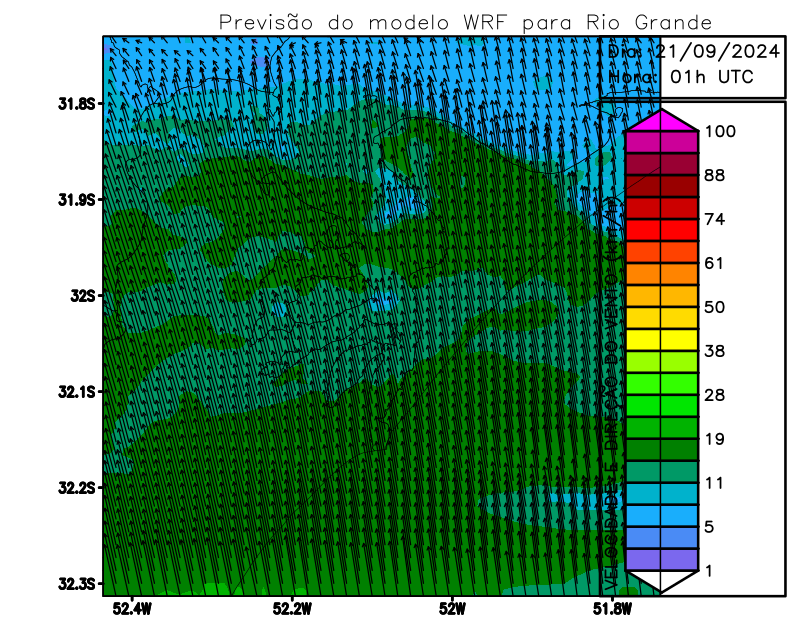 Previsão do modelo WRF para Rio Grande
Dia: 21/09/2024
Hora: 01h UTC
31.8S
31.9S
32S
32.1S
32.2S
32.3S
52.4W
52.2W
52W
51.8W
VELOCIDADE E DIREÇÃO DO VENTO (km/h)
100
88
74
61
50
38
28
19
11
5
1